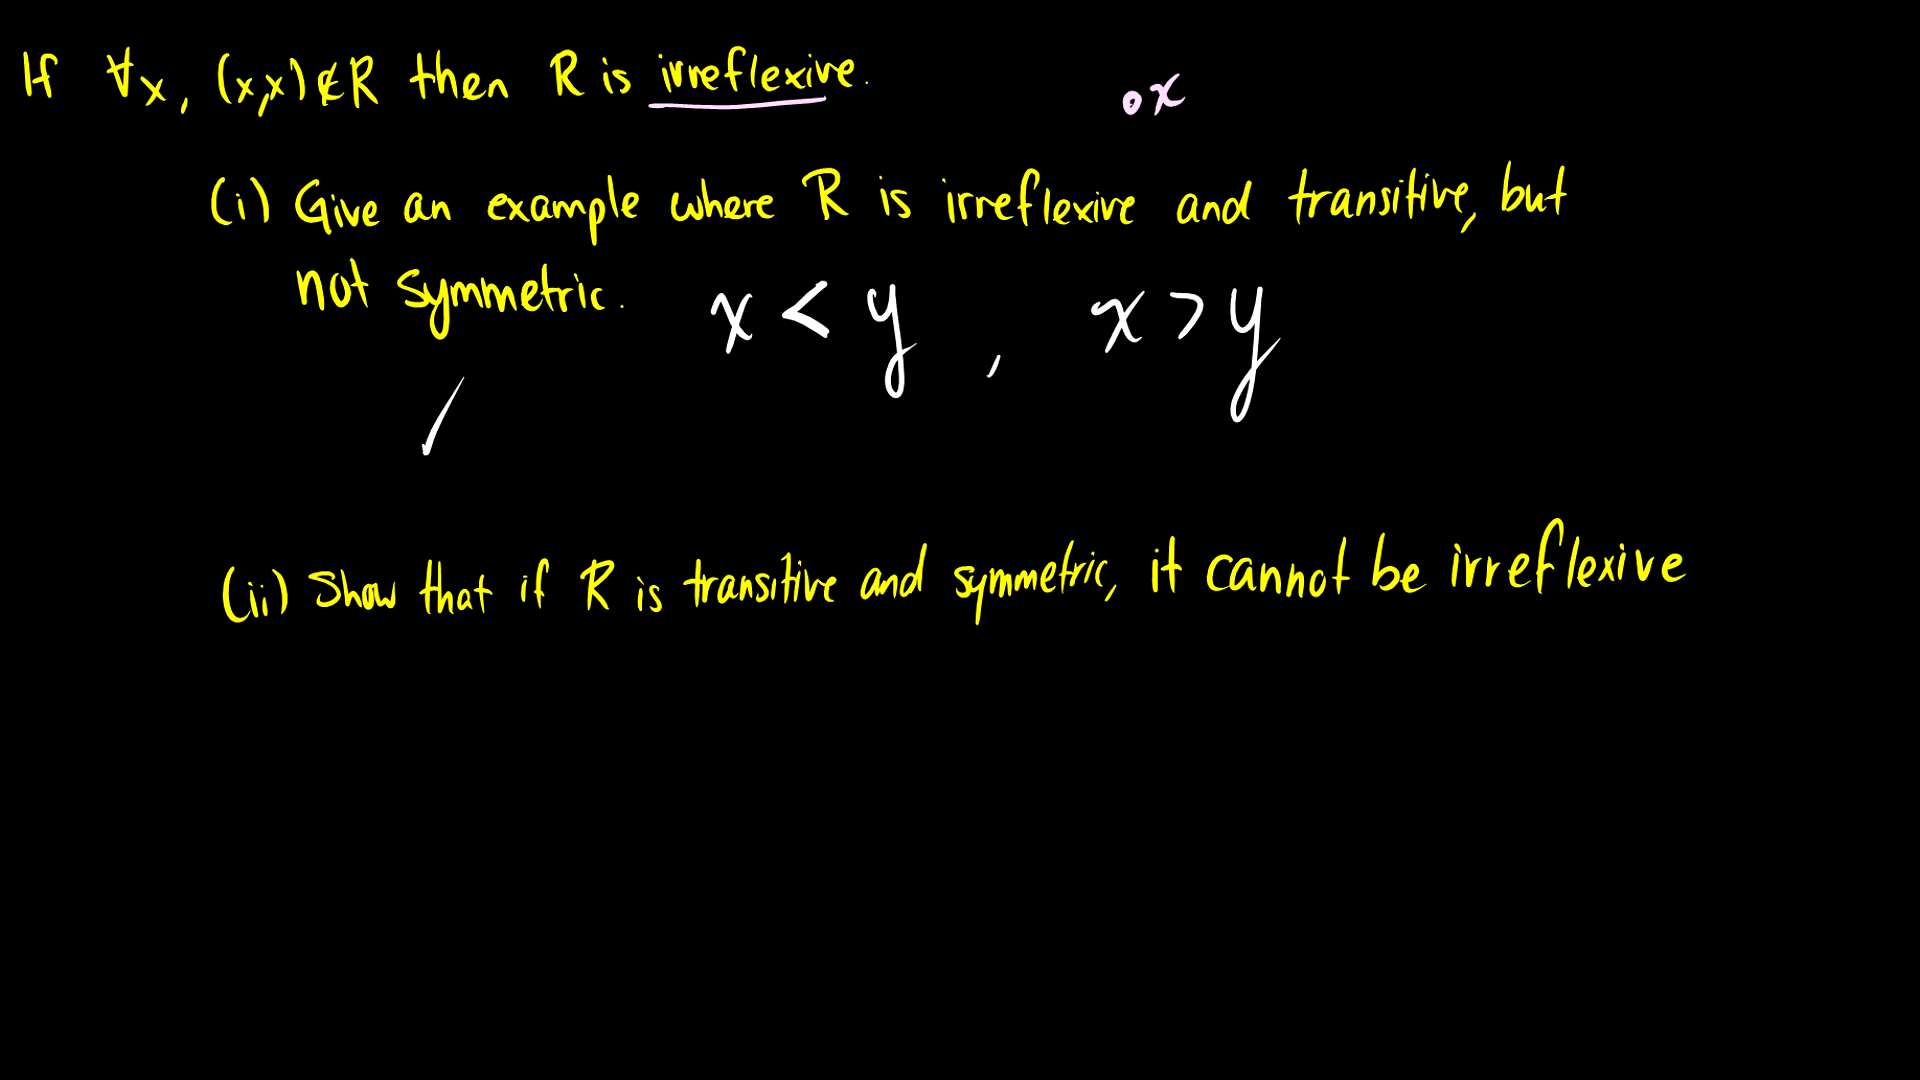 If ∀x, (x,x)∉R then R is irreflexive.
•x
(i) Give an example where R is irreflexive and transitive, but
not symmetric. x < y , x > y
(ii) Show that if R is transitive and symmetric, it cannot be irreflexive